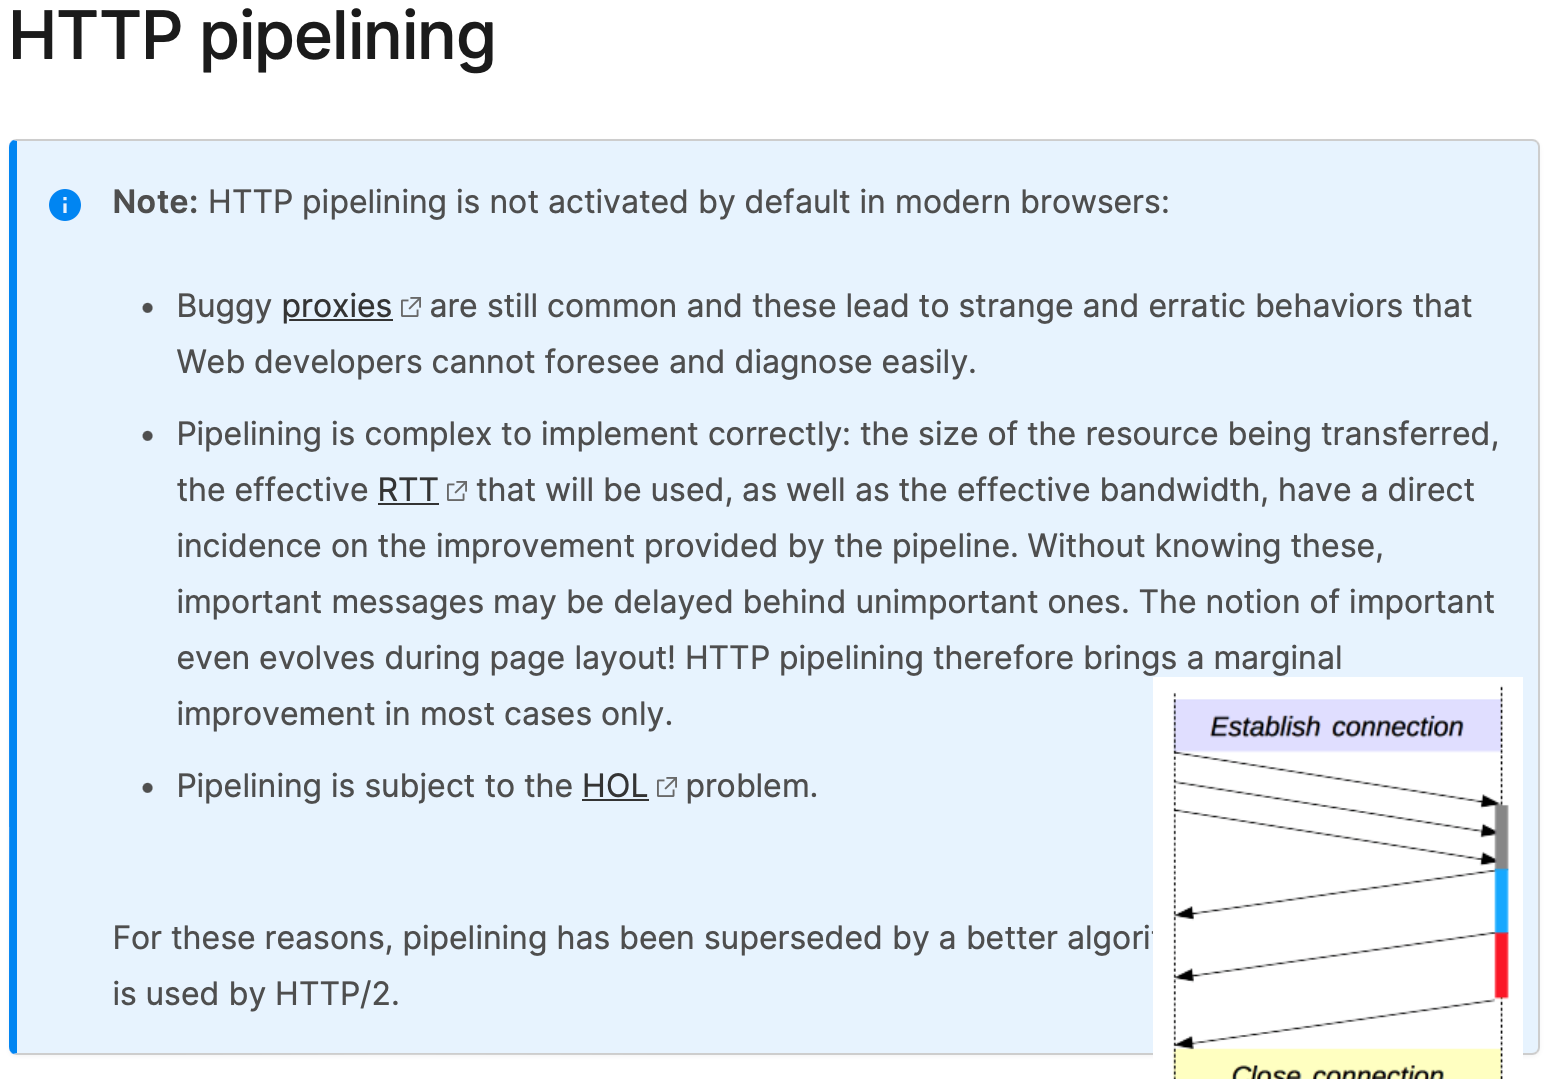 HTTP pipelining
Note: HTTP pipelining is not activated by default in modern browsers:
• Buggy proxies are still common and these lead to strange and erratic behaviors that
Web developers cannot foresee and diagnose easily.
• Pipelining is complex to implement correctly: the size of the resource being transferred,
the effective RTT that will be used, as well as the effective bandwidth, have a direct
incidence on the improvement provided by the pipeline. Without knowing these,
important messages may be delayed behind unimportant ones. The notion of important
even evolves during page layout! HTTP pipelining therefore brings a marginal
improvement in most cases only.
• Pipelining is subject to the HOL problem.
For these reasons, pipelining has been superseded by a better
is used by HTTP/2.
Establish connection
Close connection